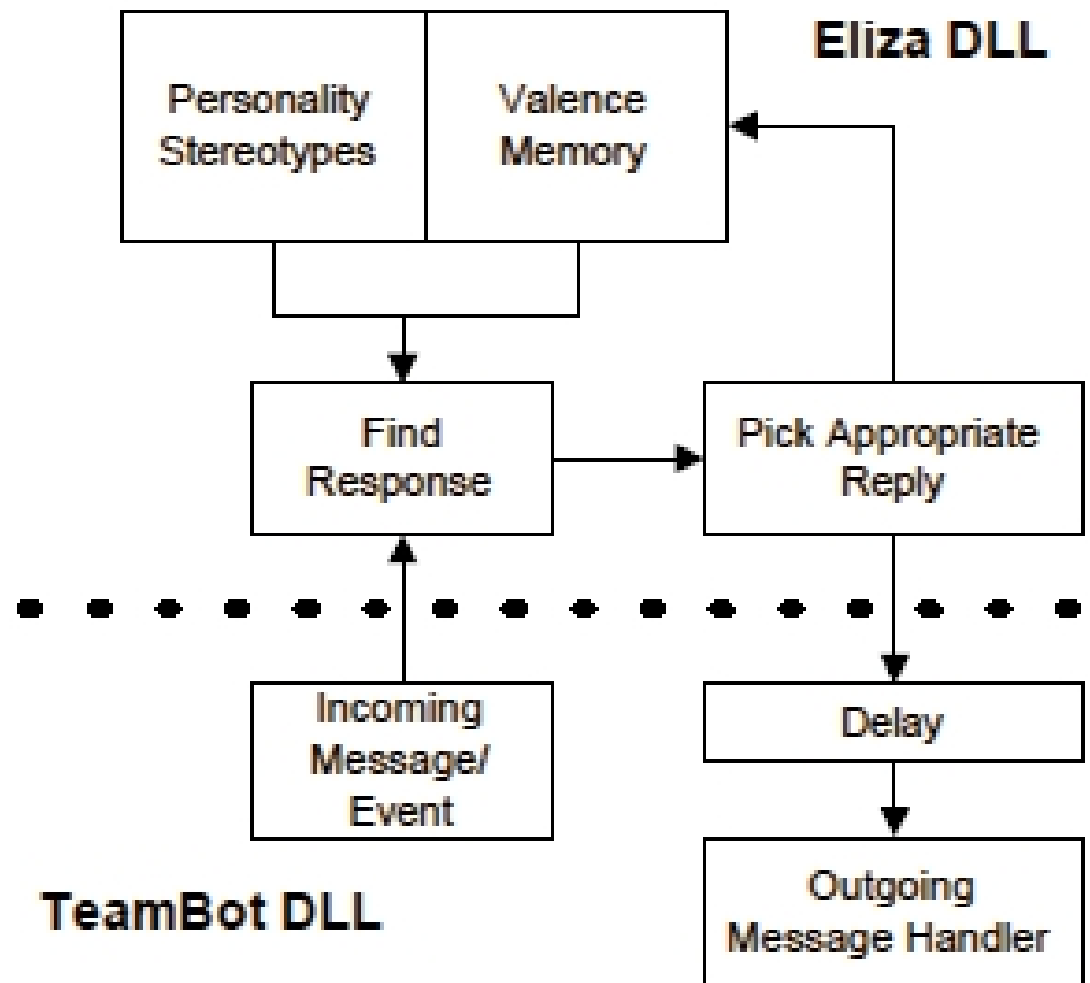 Eliza DLL
Personality
Stereotypes
Valence
Memory
Find
Response
Pick Appropriate
Reply
Incoming
Message/
Event
Delay
TeamBot DLL
Outgoing
Message Handler